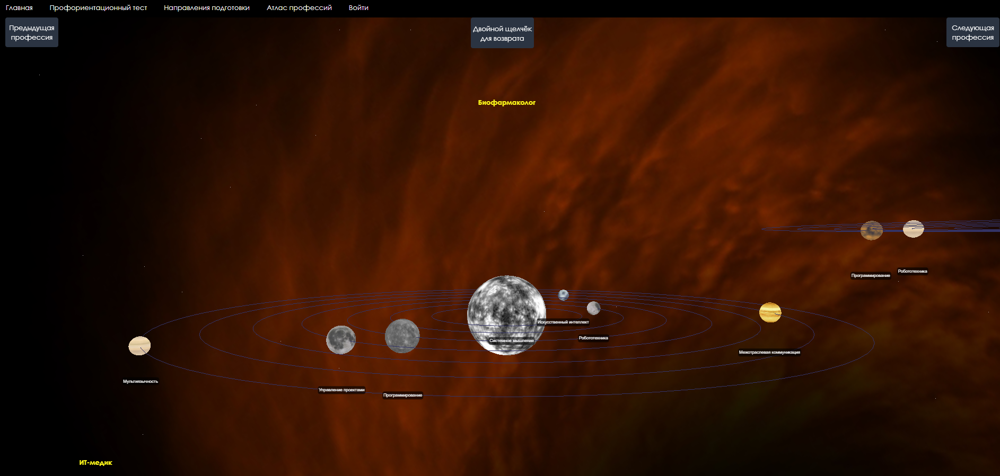 Главная Профориентационный тест Направления подготовки Атлас профессий Войти
Предыдущая
профессия
Двойной щелчёк
для возврата
Следующая
профессия
Биофармаколог
Программирование
Робототехника
Искусственный интеллект
Системное мышление
Робототехника
Межотраслевая коммуникация
Мультиязычность
Управление проектами
Программирование
ИТ-медик